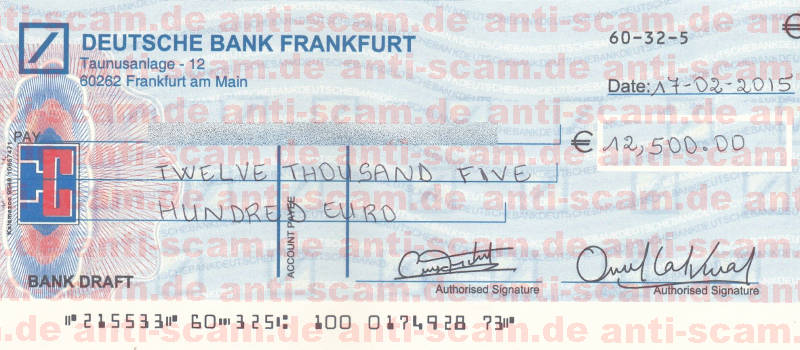 DEUTSCHE BANK FRANKFURT
Taunusanlage - 12
60262 Frankfurt am Main
60-32-5
€
Date: 17-02-2015
PAY
€ 12,500.00
TWELVE THOUSAND FIVE
HUNDRED EURO
ACCOUNT PAYEE
BANK DRAFT
Authorised Signature
Authorised Signature
215533 60 325 100 0174928 73
anti-scam.de